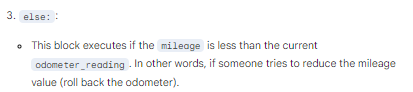 3. else: :
This block executes if the mileage is less than the current
odometer_reading . In other words, if someone tries to reduce the mileage
value (roll back the odometer).